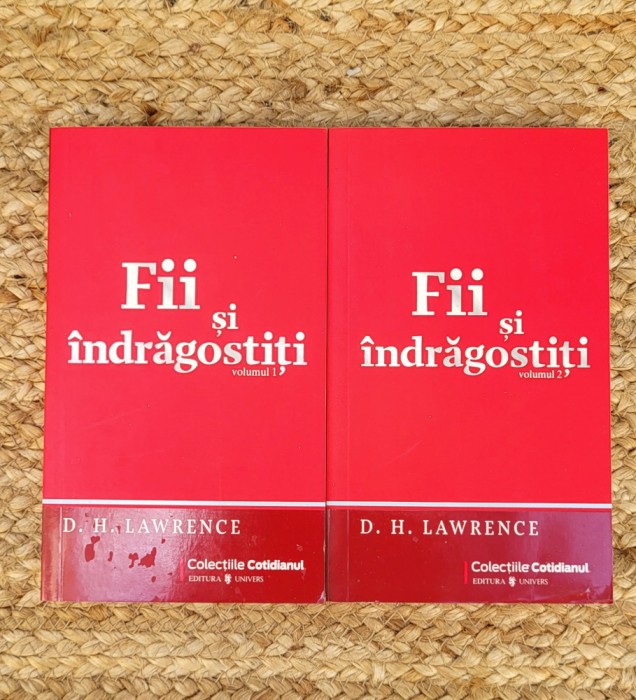 Fii
și
îndrăgostiți
volumul 1
D. H. LAWRENCE
Colecțiile Cotidianul
EDITURA UNIVERS
Fii
și
îndrăgostiți
volumul 2
D. H. LAWRENCE
Colecțiile Cotidianul
EDITURA UNIVERS